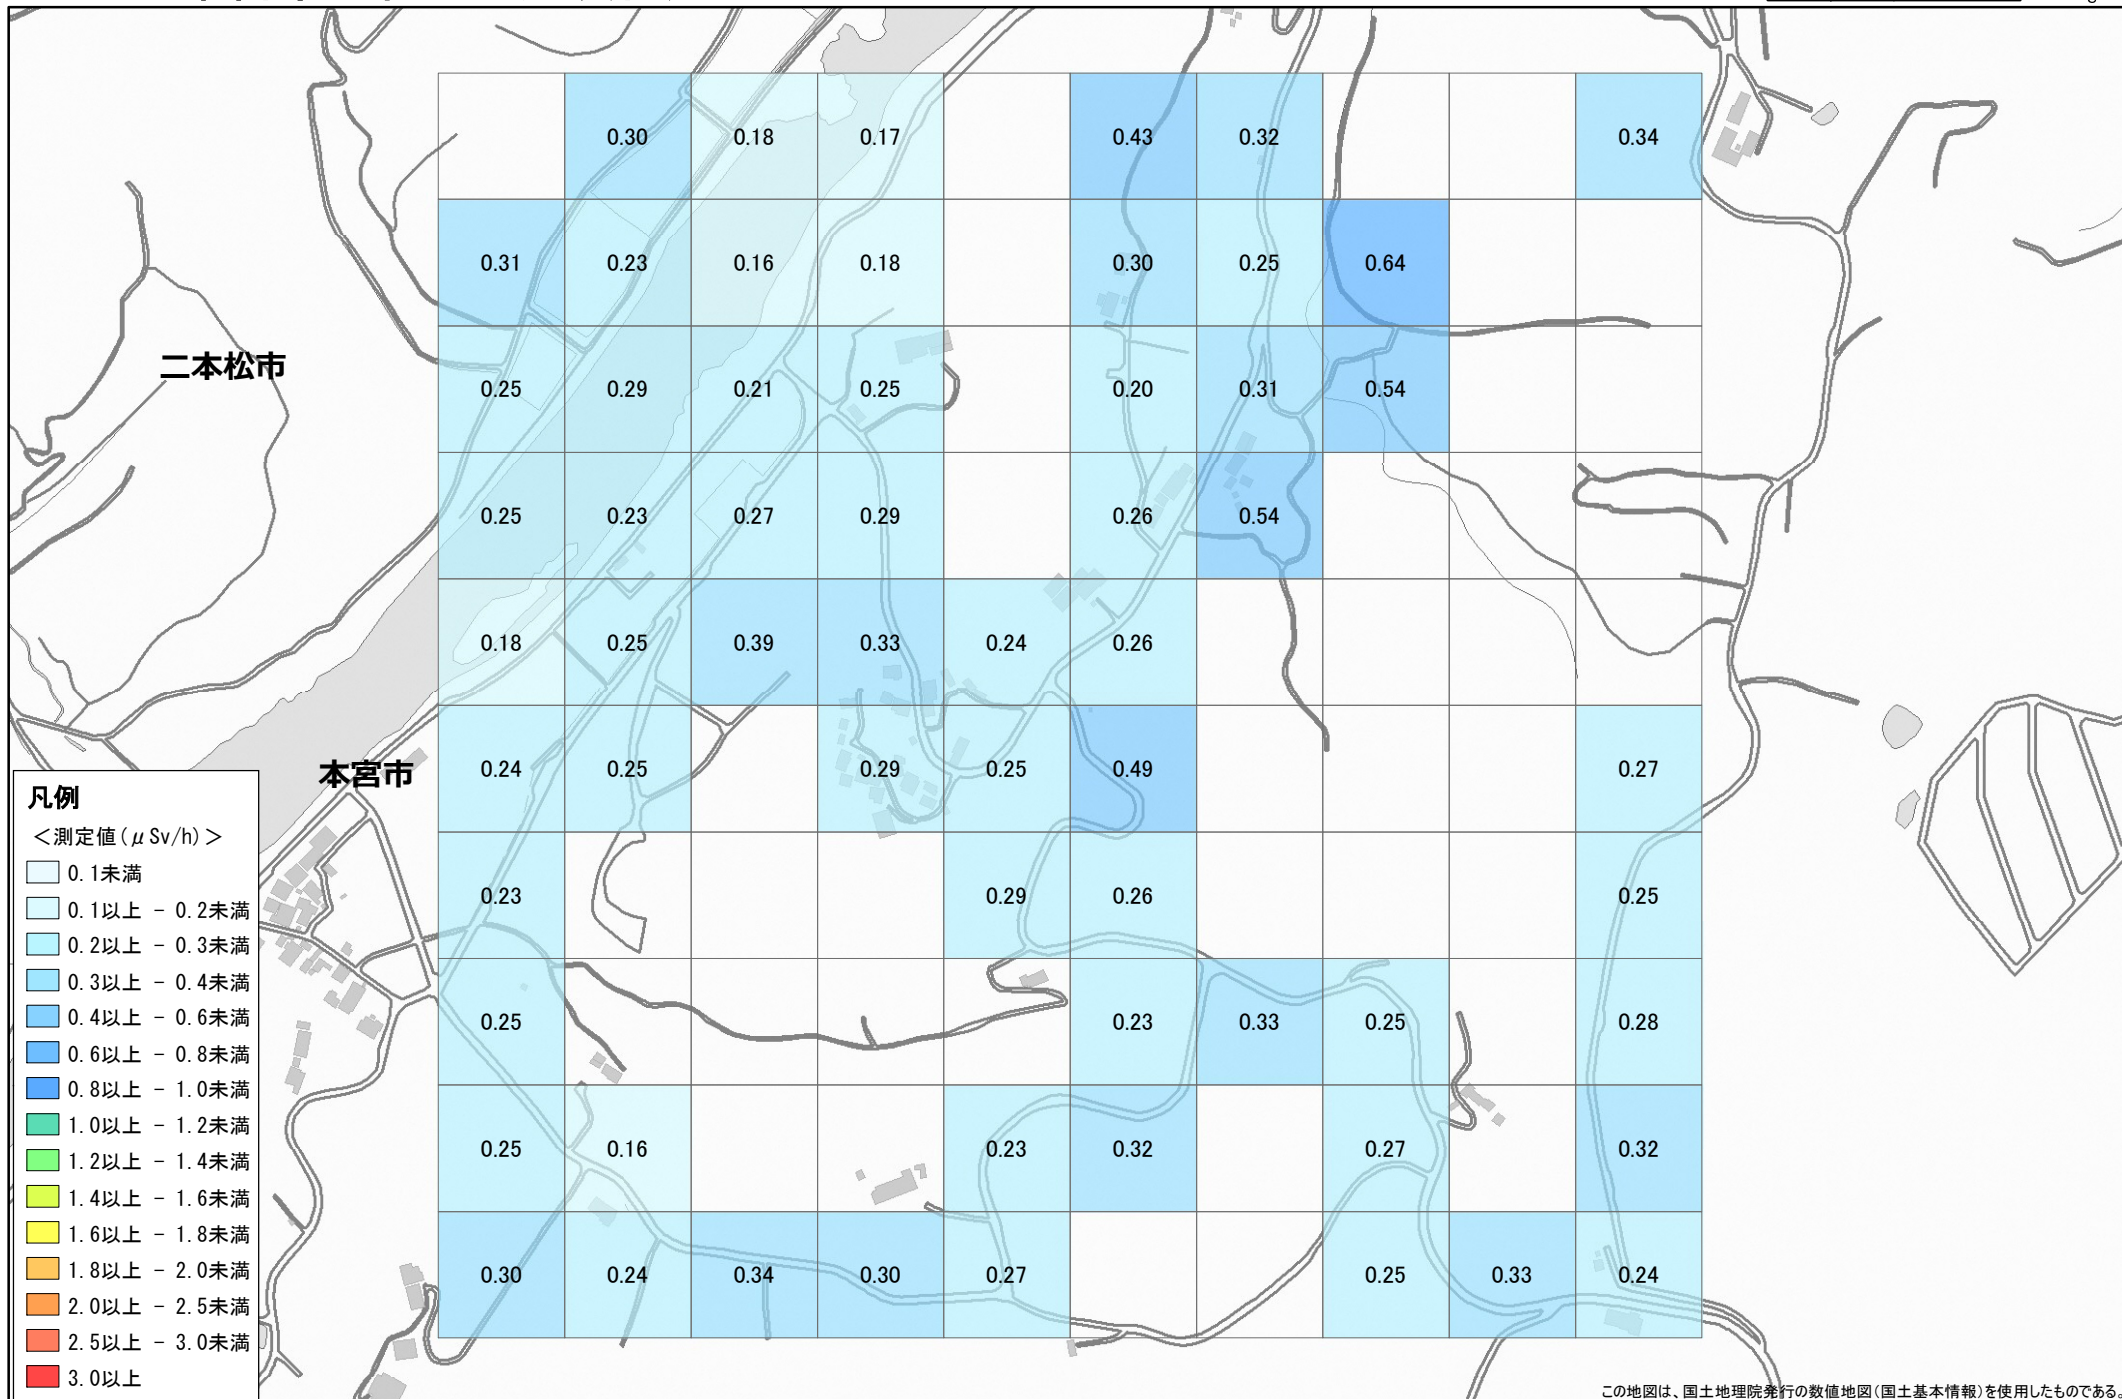 0.30 0.18 0.17 0.43 0.32 0.34
0.31 0.23 0.16 0.18 0.30 0.25 0.64
二本松市
0.25 0.29 0.21 0.25 0.20 0.31 0.54
0.25 0.23 0.27 0.29 0.26 0.54
0.18 0.25 0.39 0.33 0.24 0.26
本宮市
0.24 0.25 0.29 0.25 0.49 0.27
0.23 0.29 0.26 0.25
0.25 0.23 0.33 0.25 0.28
0.25 0.16 0.23 0.32 0.27 0.32
0.30 0.24 0.34 0.30 0.27 0.25 0.33 0.24
凡例
＜測定値(μSv/h)＞
0.1未満
0.1以上 － 0.2未満
0.2以上 － 0.3未満
0.3以上 － 0.4未満
0.4以上 － 0.6未満
0.6以上 － 0.8未満
0.8以上 － 1.0未満
1.0以上 － 1.2未満
1.2以上 － 1.4未満
1.4以上 － 1.6未満
1.6以上 － 1.8未満
1.8以上 － 2.0未満
2.0以上 － 2.5未満
2.5以上 － 3.0未満
3.0以上
この地図は、国土地理院発行の数値地図(国土基本情報)を使用したものである。